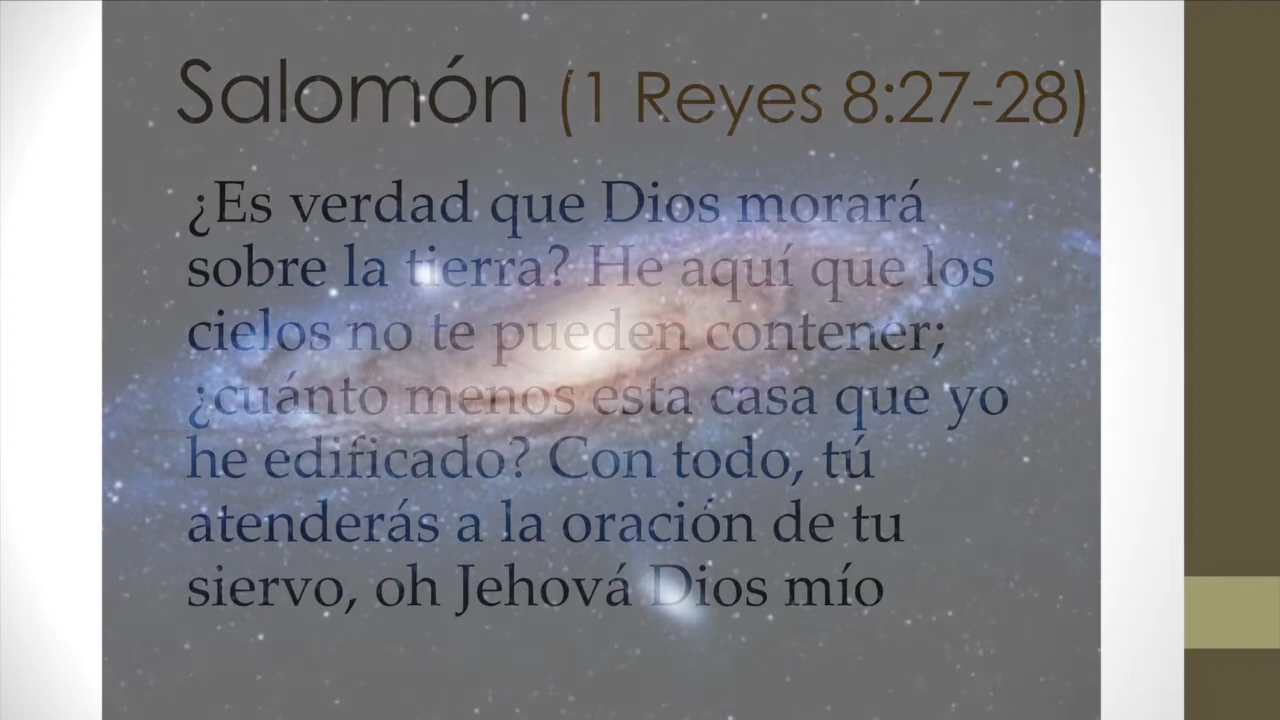 Salomón (1 Reyes 8:27-28)
¿Es verdad que Dios morará
sobre la tierra? He aquí que los
cielos no te pueden contener;
¿cuánto menos esta casa que yo
he edificado? Con todo, tú
atenderás a la oración de tu
siervo, oh Jehová Dios mío